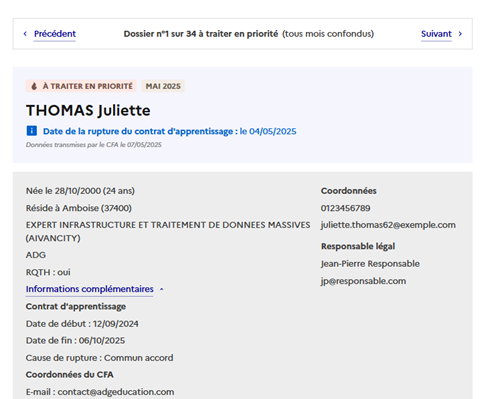 Précédent
Dossier n°1 sur 34 à traiter en priorité (tous mois confondus)
Suivant
À TRAITER EN PRIORITÉ
MAI 2025
THOMAS Juliette
Date de la rupture du contrat d'apprentissage : le 04/05/2025
Données transmises par le CFA le 07/05/2025
Née le 28/10/2000 (24 ans)
Réside à Amboise (37400)
EXPERT INFRASTRUCTURE ET TRAITEMENT DE DONNEES MASSIVES
(AIVANCITY)
ADG
RQTH : oui
Informations complémentaires
Contrat d'apprentissage
Date de début : 12/09/2024
Date de fin : 06/10/2025
Cause de rupture : Commun accord
Coordonnées du CFA
E-mail : contact@adgeducation.com
Coordonnées
0123456789
juliette.thomas62@exemple.com
Responsable légal
Jean-Pierre Responsable
jp@responsable.com